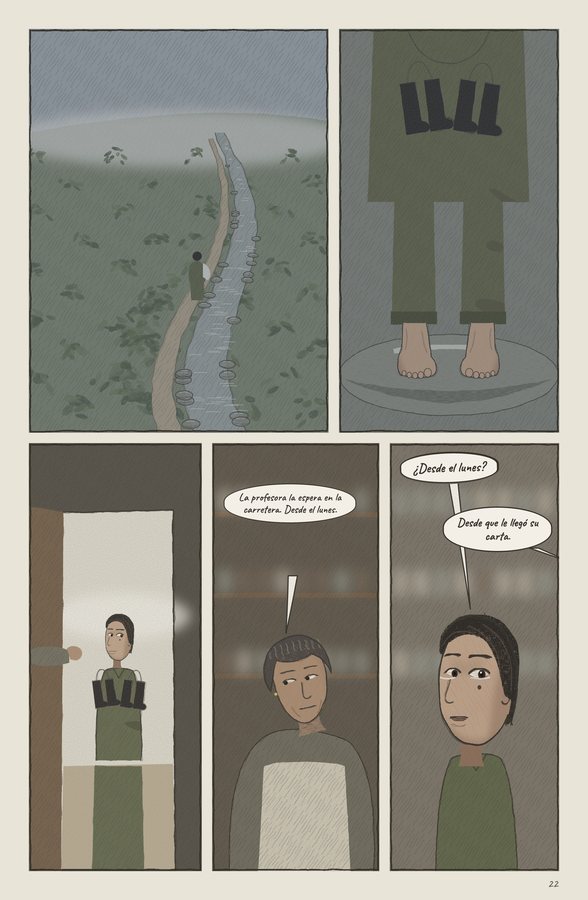 La profesora la espera en la
carretera. Desde el lunes.
¿Desde el lunes?
Desde que le llegó su
carta.
22